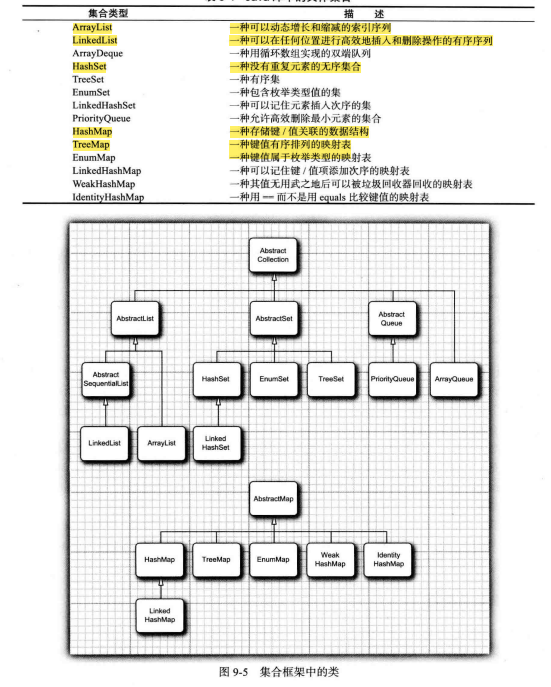 集合类型 描 述
ArrayList 一种可以动态增长和缩减的索引序列
LinkedList 一种可以在任何位置进行高效地插入和删除操作的有序序列
ArrayDeque 一种用循环数组实现的双端队列
HashSet 一种没有重复元素的无序集合
TreeSet 一种有序集
EnumSet 一种包含枚举类型值的集
LinkedHashSet 一种可以记住元素插入次序的集
PriorityQueue 一种允许高效删除最小元素的集合
HashMap 一种存储键 / 值关联的数据结构
TreeMap 一种键值有序排列的映射表
EnumMap 一种键值属于枚举类型的映射表
LinkedHashMap 一种可以记住键 / 值项添加次序的映射表
WeakHashMap 一种其值无用武之地后可以被垃圾回收器回收的映射表
IdentityHashMap 一种用 == 而不是用 equals 比较键值的映射表
Abstract
Collection
AbstractList AbstractSet Abstract
Queue
Abstract
SequentialList HashSet EnumSet TreeSet PriorityQueue ArrayQueue
LinkedList ArrayList Linked
HashSet
AbstractMap
HashMap TreeMap EnumMap Weak
HashMap Identity
HashMap
Linked
HashMap
图 9-5 集合框架中的类